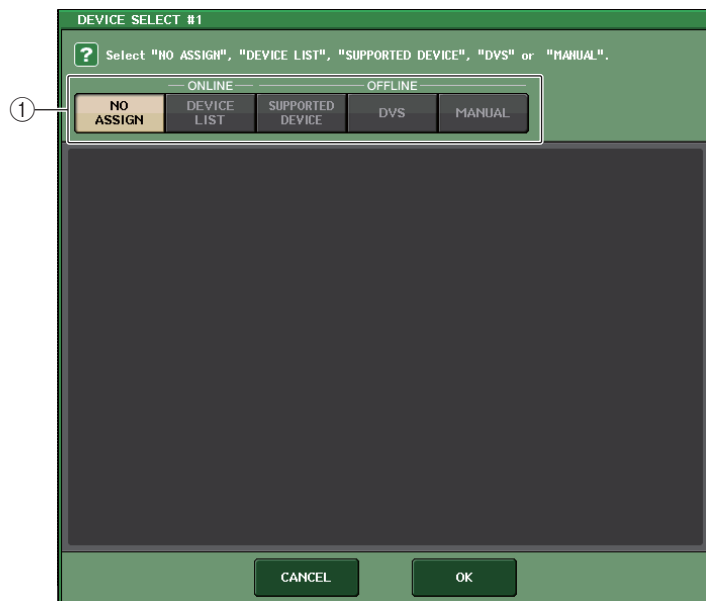 DEVICE SELECT #1
? Select "NO ASSIGN", "DEVICE LIST", "SUPPORTED DEVICE", "DVS" or "MANUAL".
ONLINE OFFLINE
① NO ASSIGN DEVICE LIST SUPPORTED DEVICE DVS MANUAL
CANCEL OK